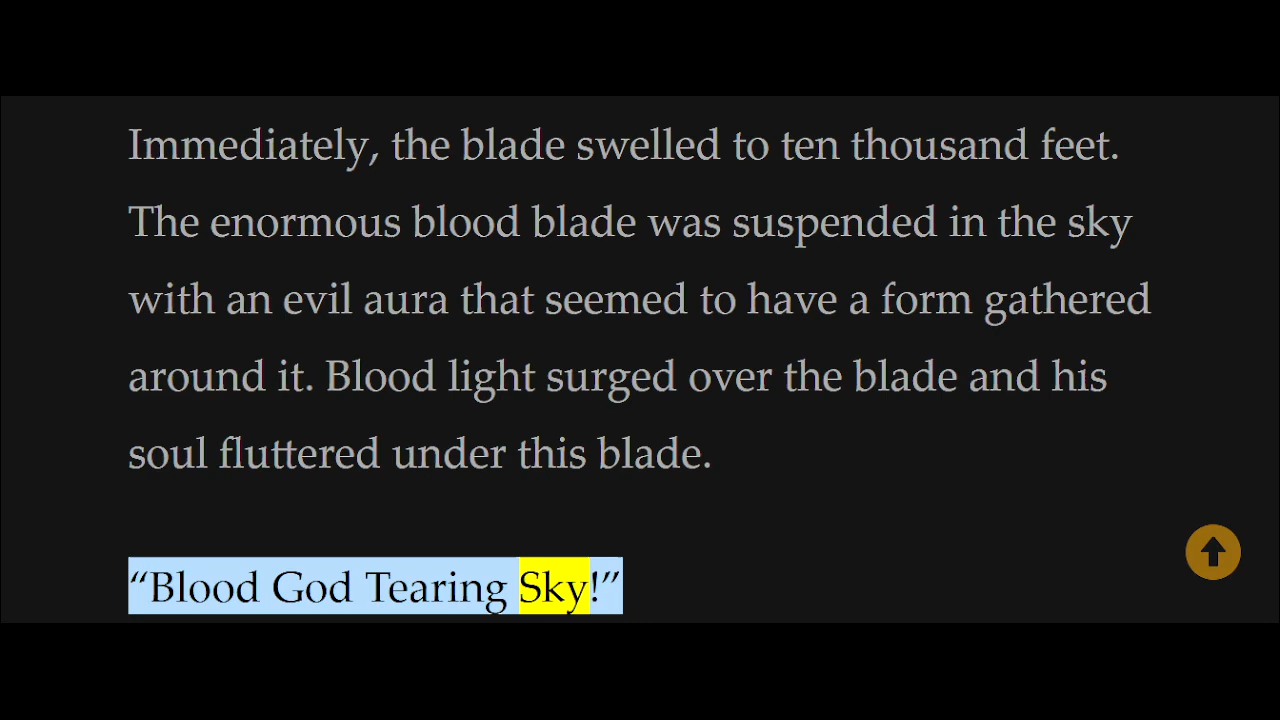 Immediately, the blade swelled to ten thousand feet.
The enormous blood blade was suspended in the sky
with an evil aura that seemed to have a form gathered
around it. Blood light surged over the blade and his
soul fluttered under this blade.
“Blood God Tearing Sky!”